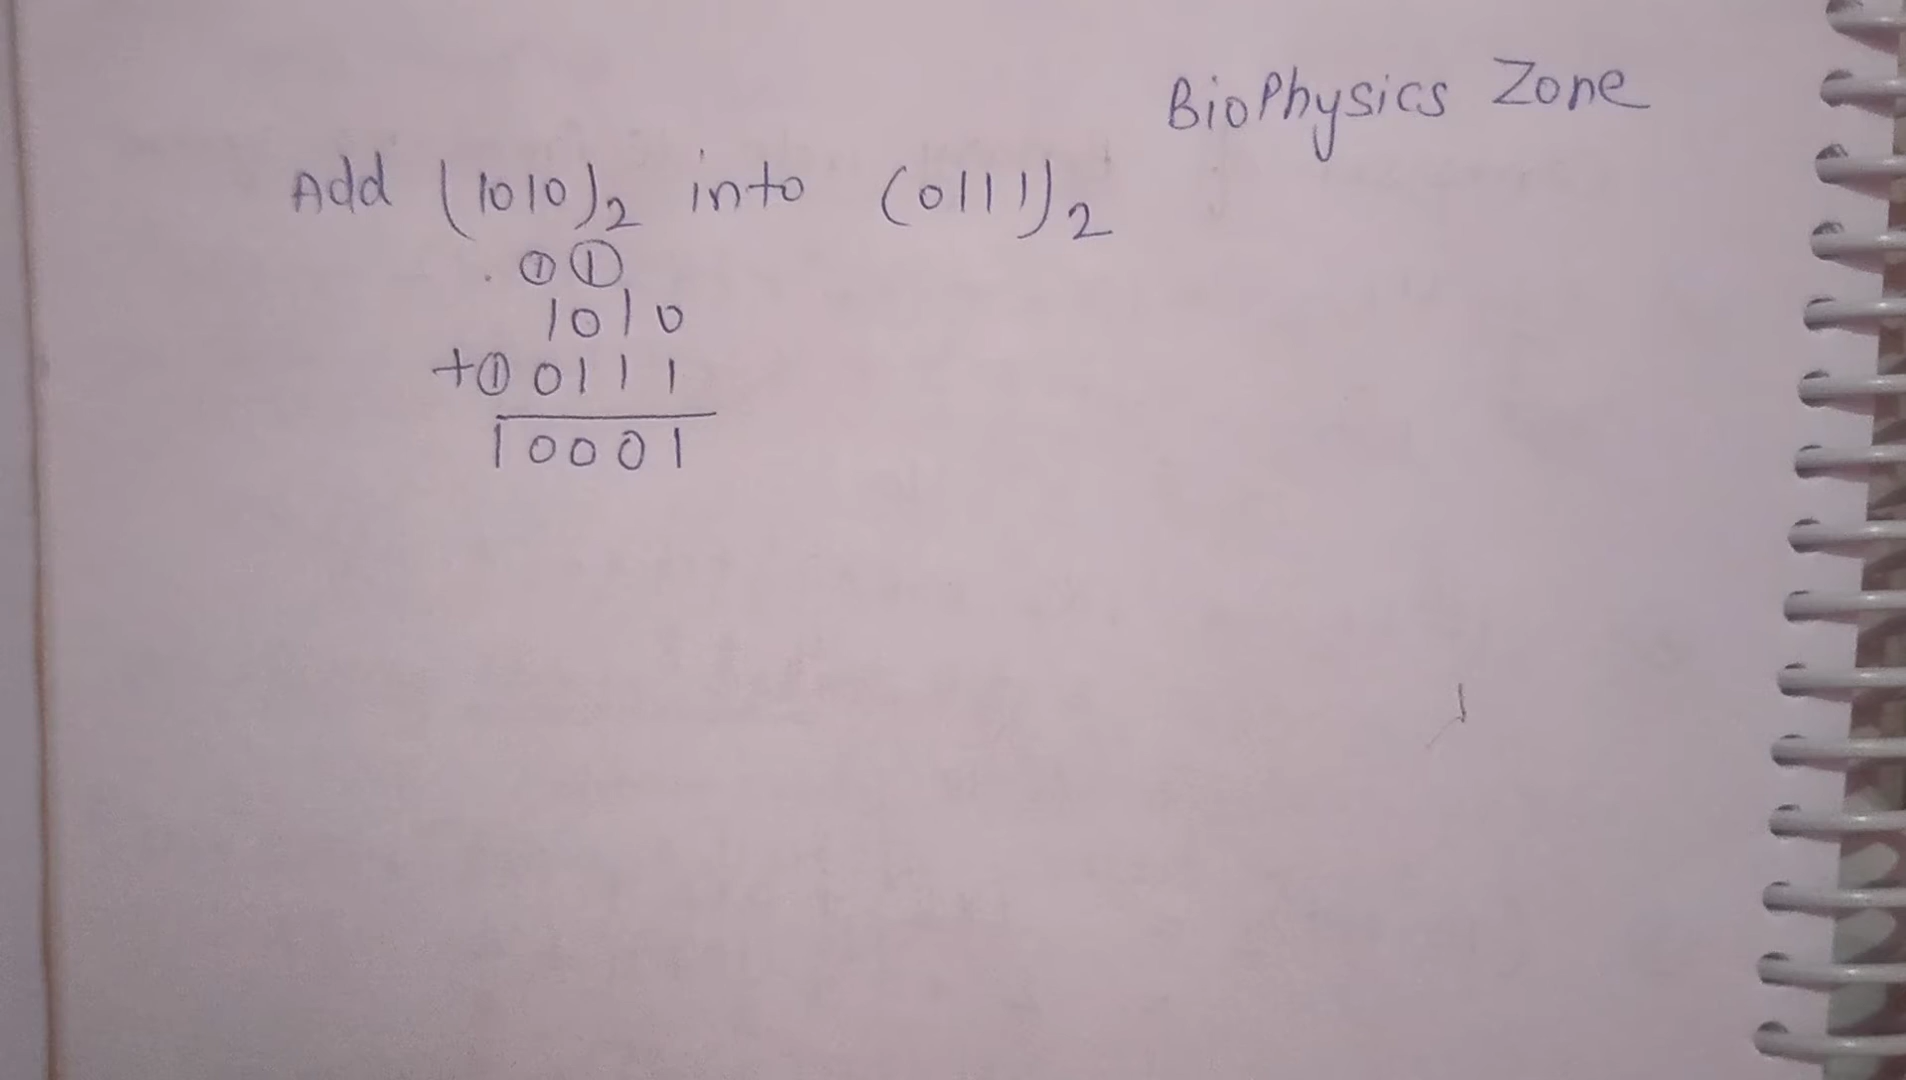 BioPhysics Zone
Add (1010)₂ into (0111)₂
① ①
1010
+① 0111
10001